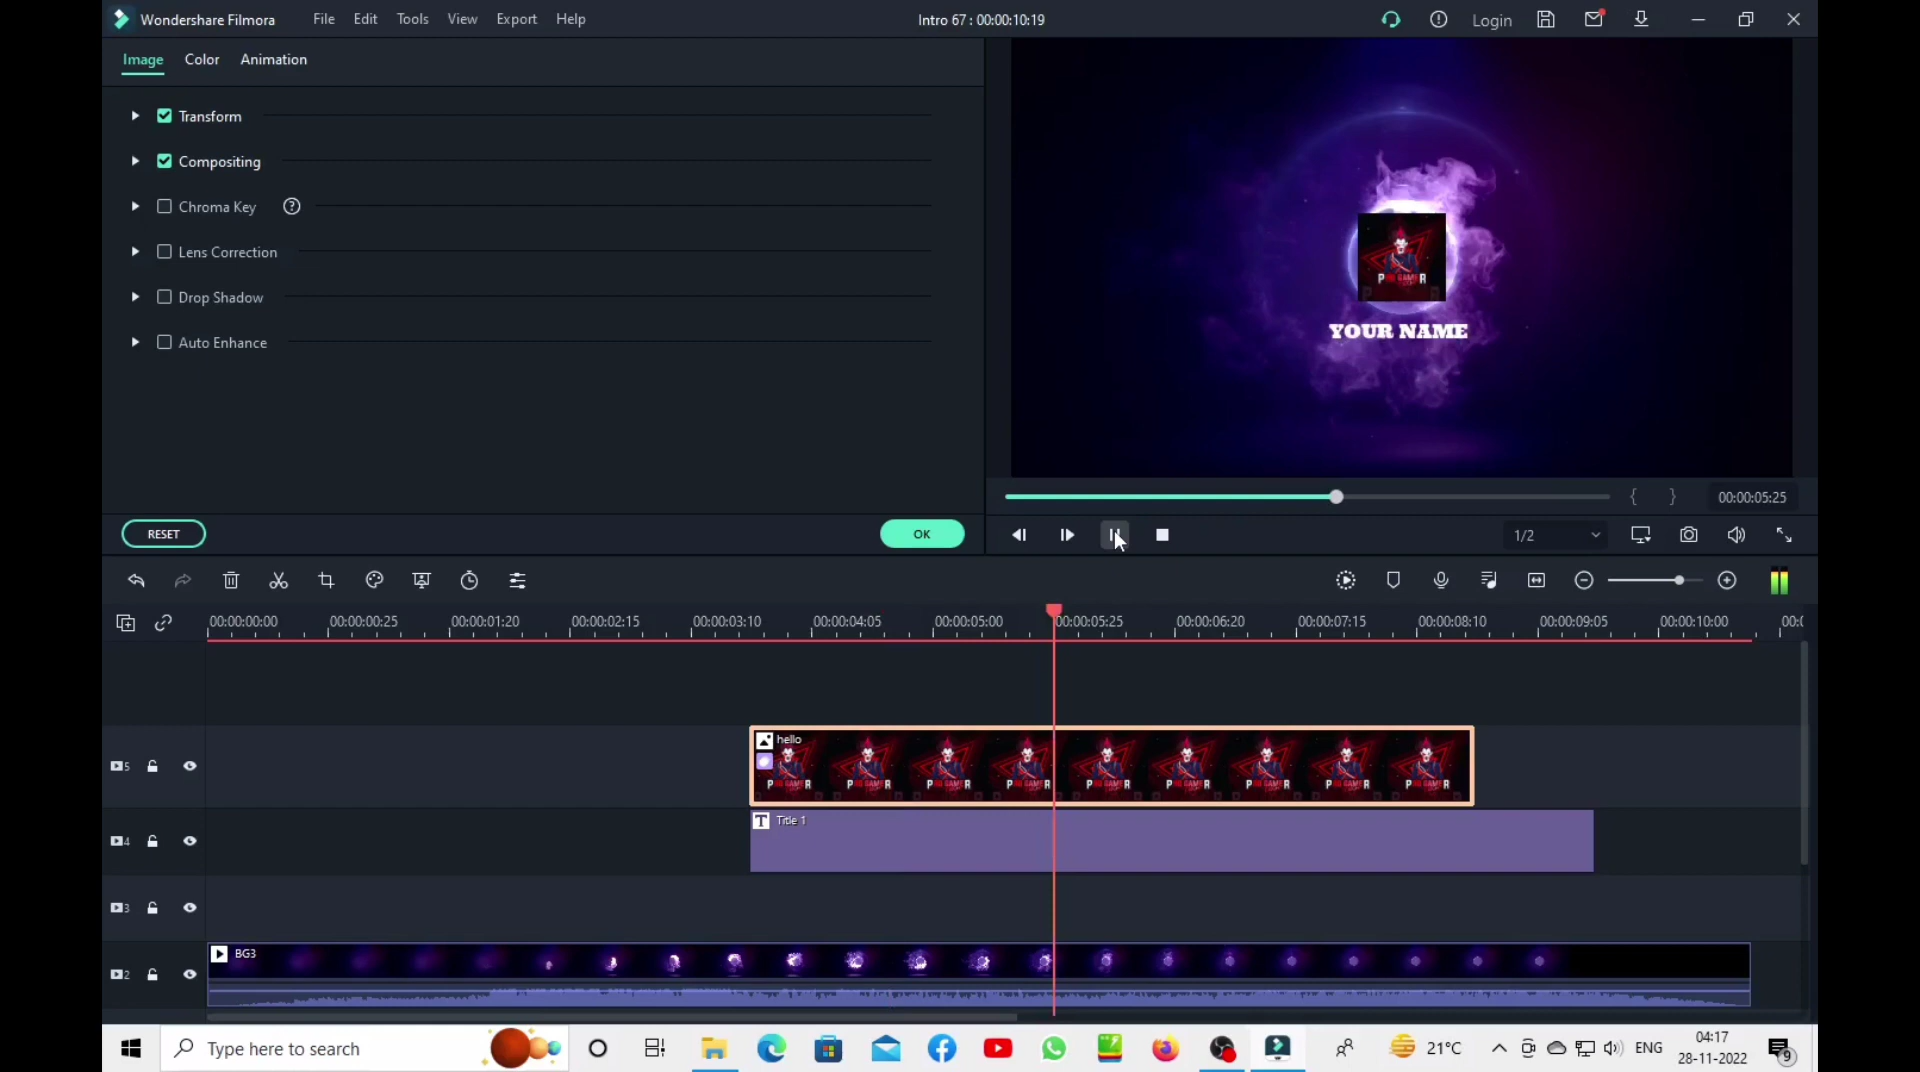 Wondershare Filmora File Edit Tools View Export Help Intro 67 : 00:00:10:19 Login
Image Color Animation
Transform
Compositing
Chroma Key ?
Lens Correction
Drop Shadow
Auto Enhance
YOUR NAME
RESET OK
{ } 00:00:05:25
1/2
00:00:00:00 00:00:00:25 00:00:01:20 00:00:02:15 00:00:03:10 00:00:04:05 00:00:05:00 00:00:05:25 00:00:06:20 00:00:07:15 00:00:08:10 00:00:09:05 00:00:10:00
5 hello
4 T Title 1
3
2 BG3
Type here to search 21°C ENG 04:17
28-11-2022 9